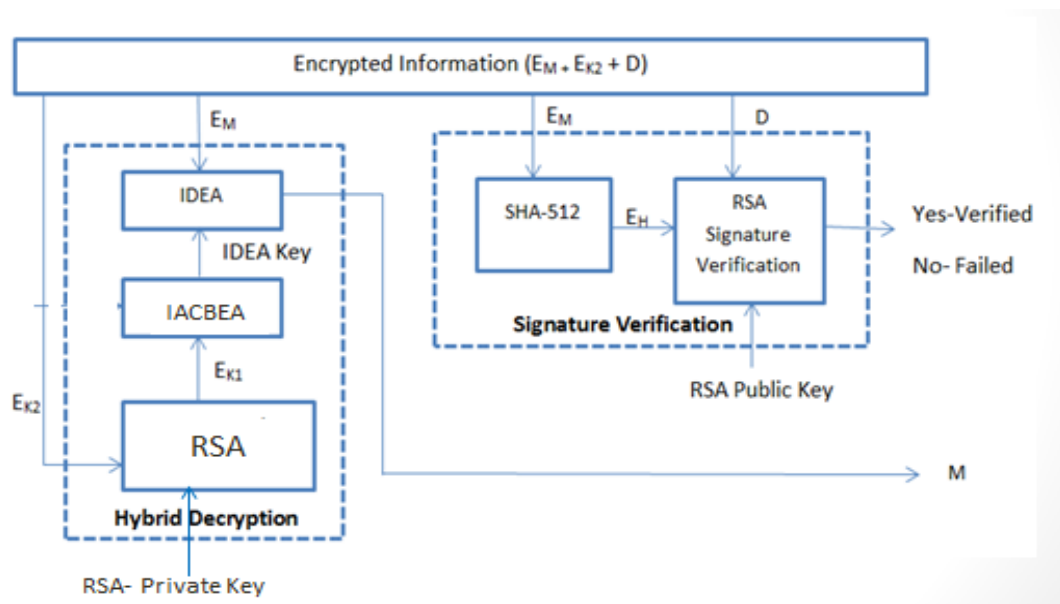 Encrypted Information (EM + EK2 + D)
EM
EM
D
IDEA
SHA-512
EH
RSA
Signature
Verification
Yes-Verified
No- Failed
IDEA Key
IACBEA
Signature Verification
EK1
RSA Public Key
EK2
RSA
M
Hybrid Decryption
RSA- Private Key